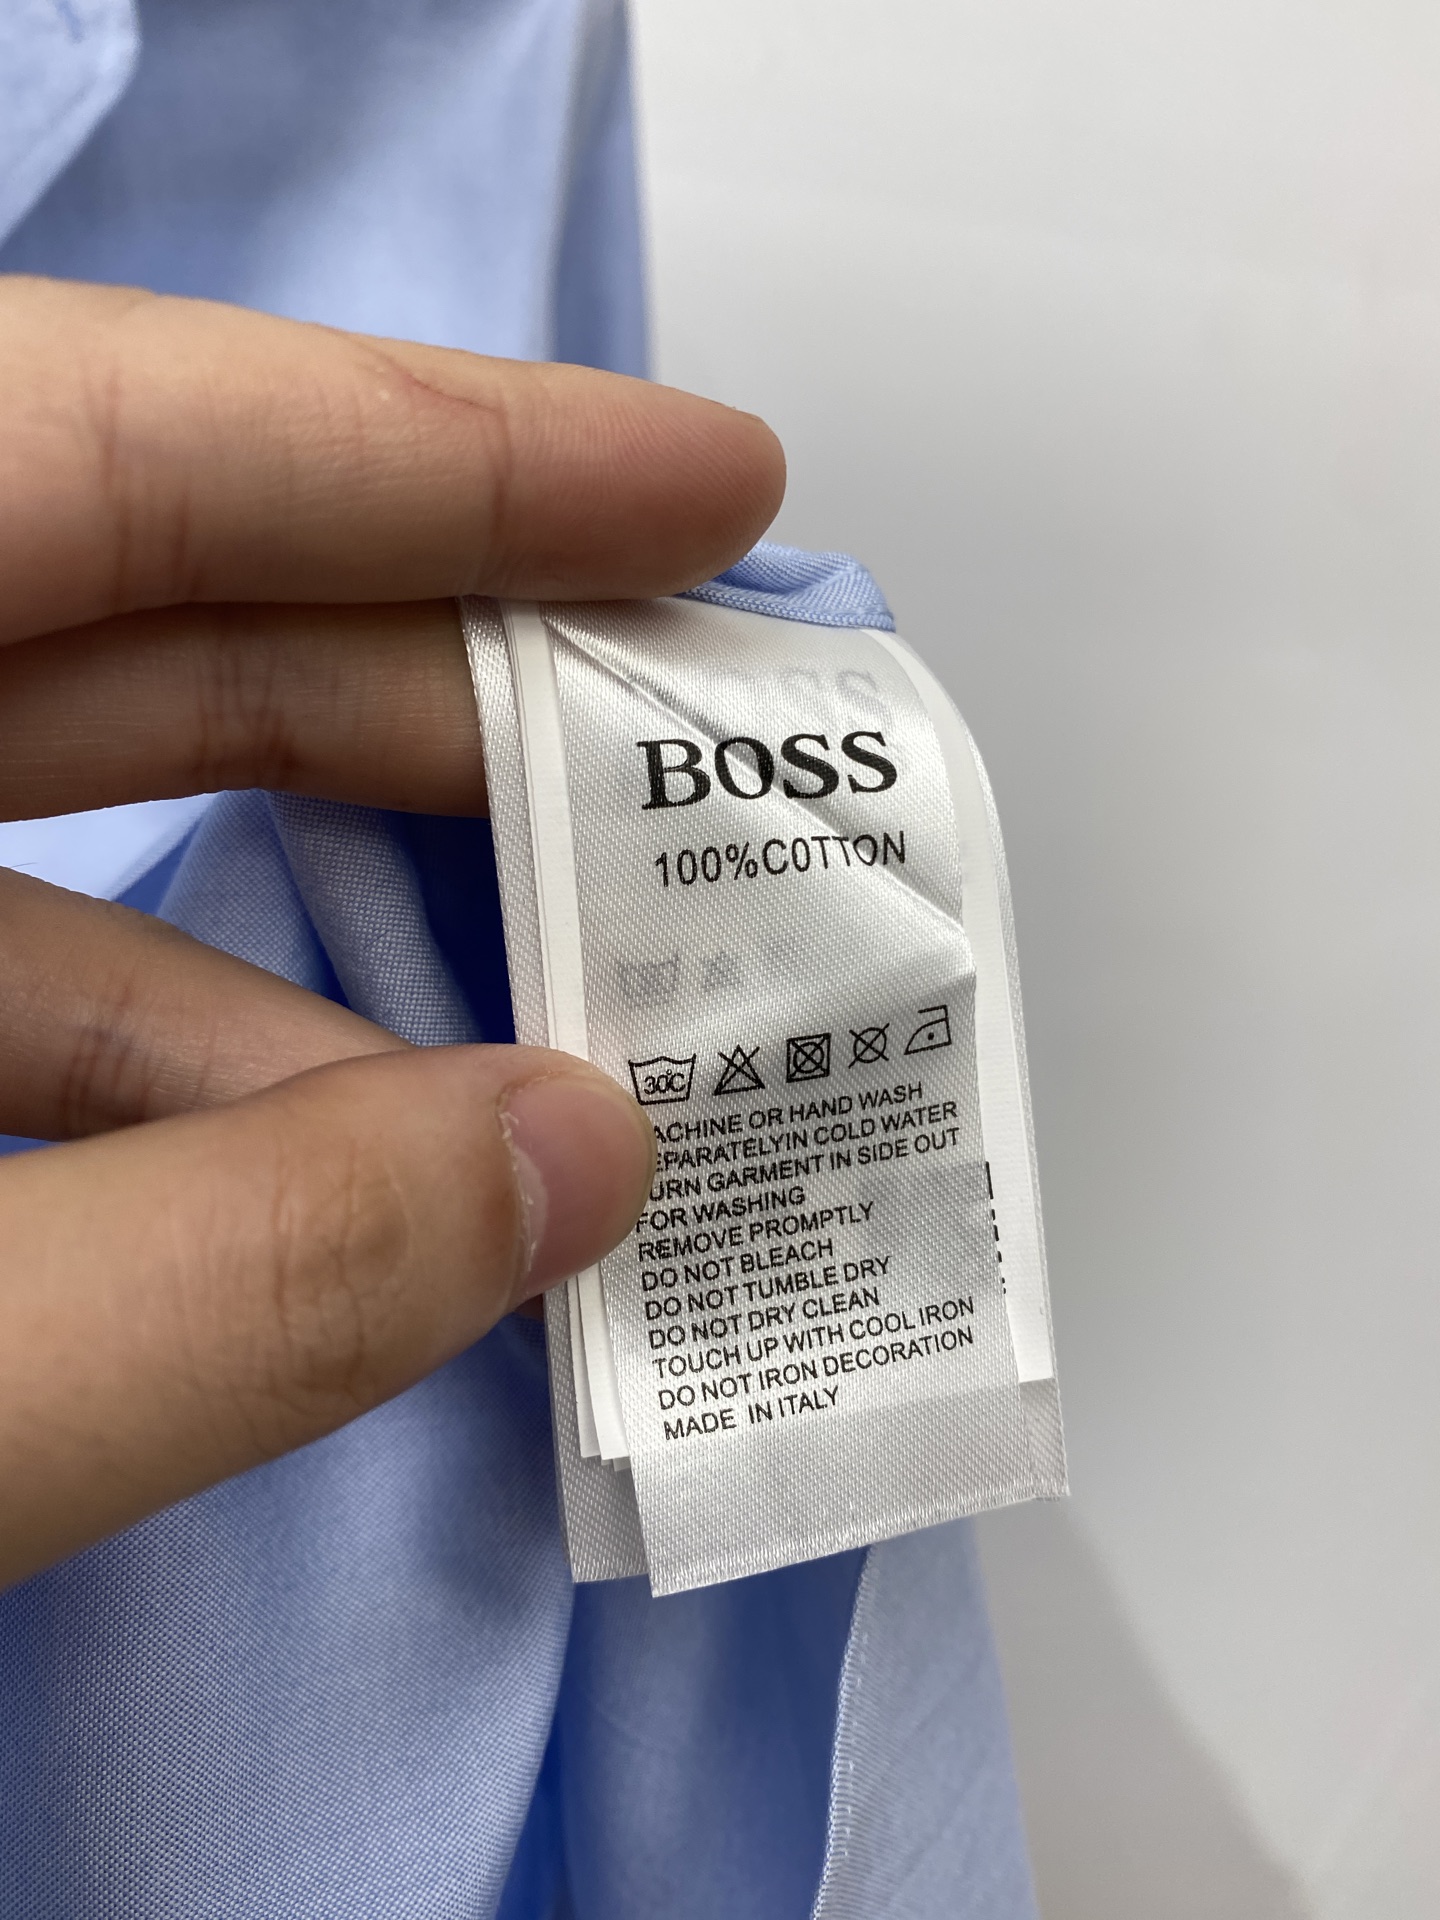 BOSS
100%COTTON
30°C
ACHINE OR HAND WASH
EPARATELYIN COLD WATER
URN GARMENT IN SIDE OUT
FOR WASHING
REMOVE PROMPTLY
DO NOT BLEACH
DO NOT TUMBLE DRY
DO NOT DRY CLEAN
TOUCH UP WITH COOL IRON
DO NOT IRON DECORATION
MADE IN ITALY